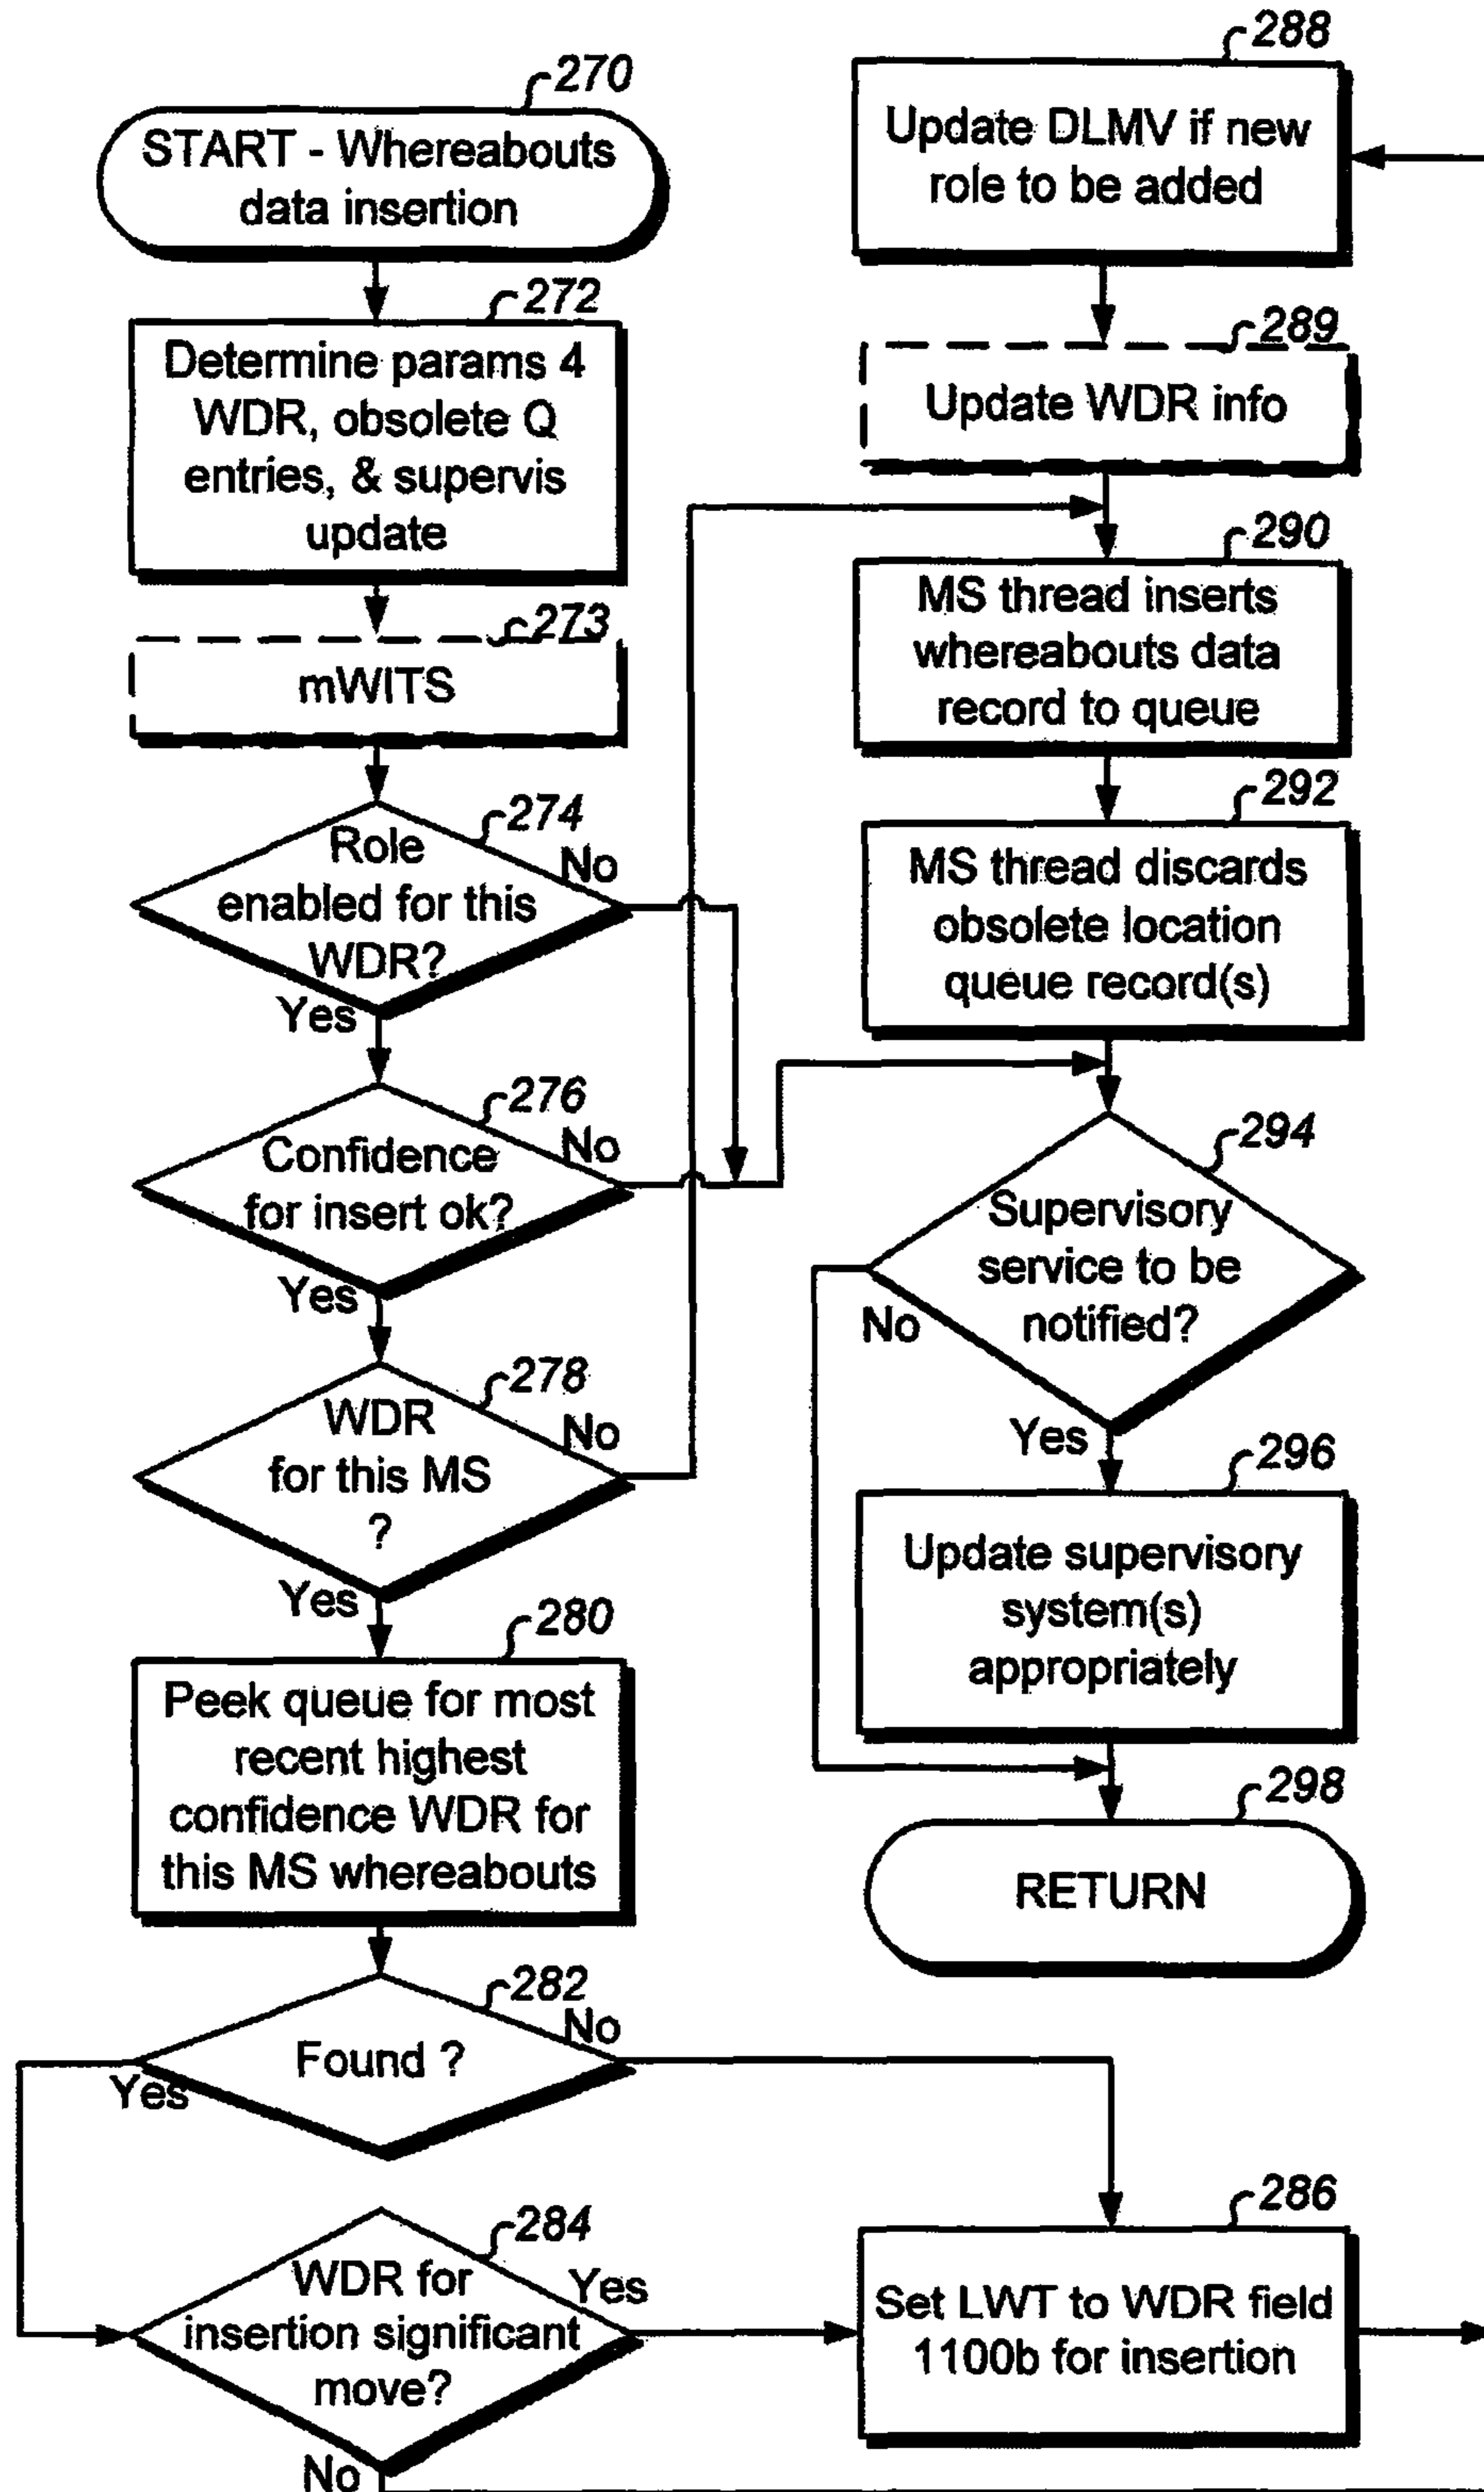 270
START - Whereabouts
data insertion
272
Determine params 4
WDR, obsolete Q
entries, & supervis
update
273
mWITS
274
Role
enabled for this
WDR?
No
Yes
276
Confidence
for insert ok?
No
Yes
278
WDR
for this MS
?
No
Yes
280
Peek queue for most
recent highest
confidence WDR for
this MS whereabouts
282
Found ?
No
Yes
284
WDR for
insertion significant
move?
Yes
No
286
Set LWT to WDR field
1100b for insertion
288
Update DLMV if new
role to be added
289
Update WDR info
290
MS thread inserts
whereabouts data
record to queue
292
MS thread discards
obsolete location
queue record(s)
294
Supervisory
service to be
notified?
No
Yes
296
Update supervisory
system(s)
appropriately
298
RETURN